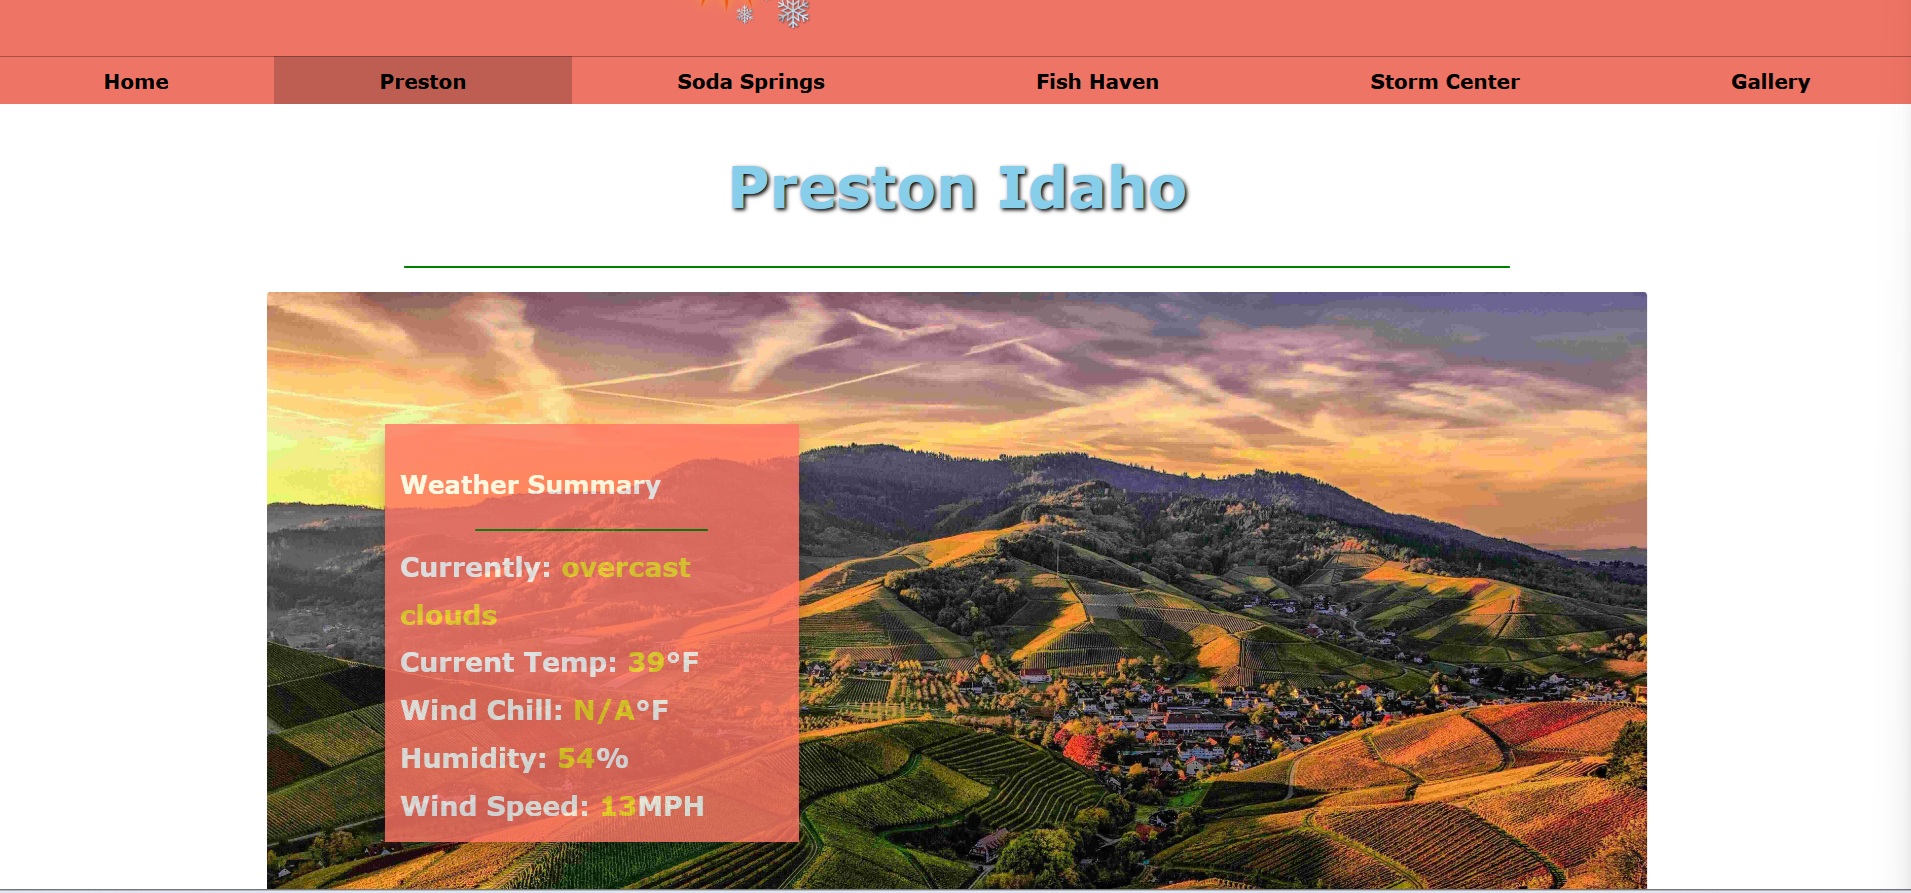 Home Preston Soda Springs Fish Haven Storm Center Gallery
Preston Idaho
Weather Summary
Currently: overcast
clouds
Current Temp: 39°F
Wind Chill: N/A°F
Humidity: 54%
Wind Speed: 13MPH